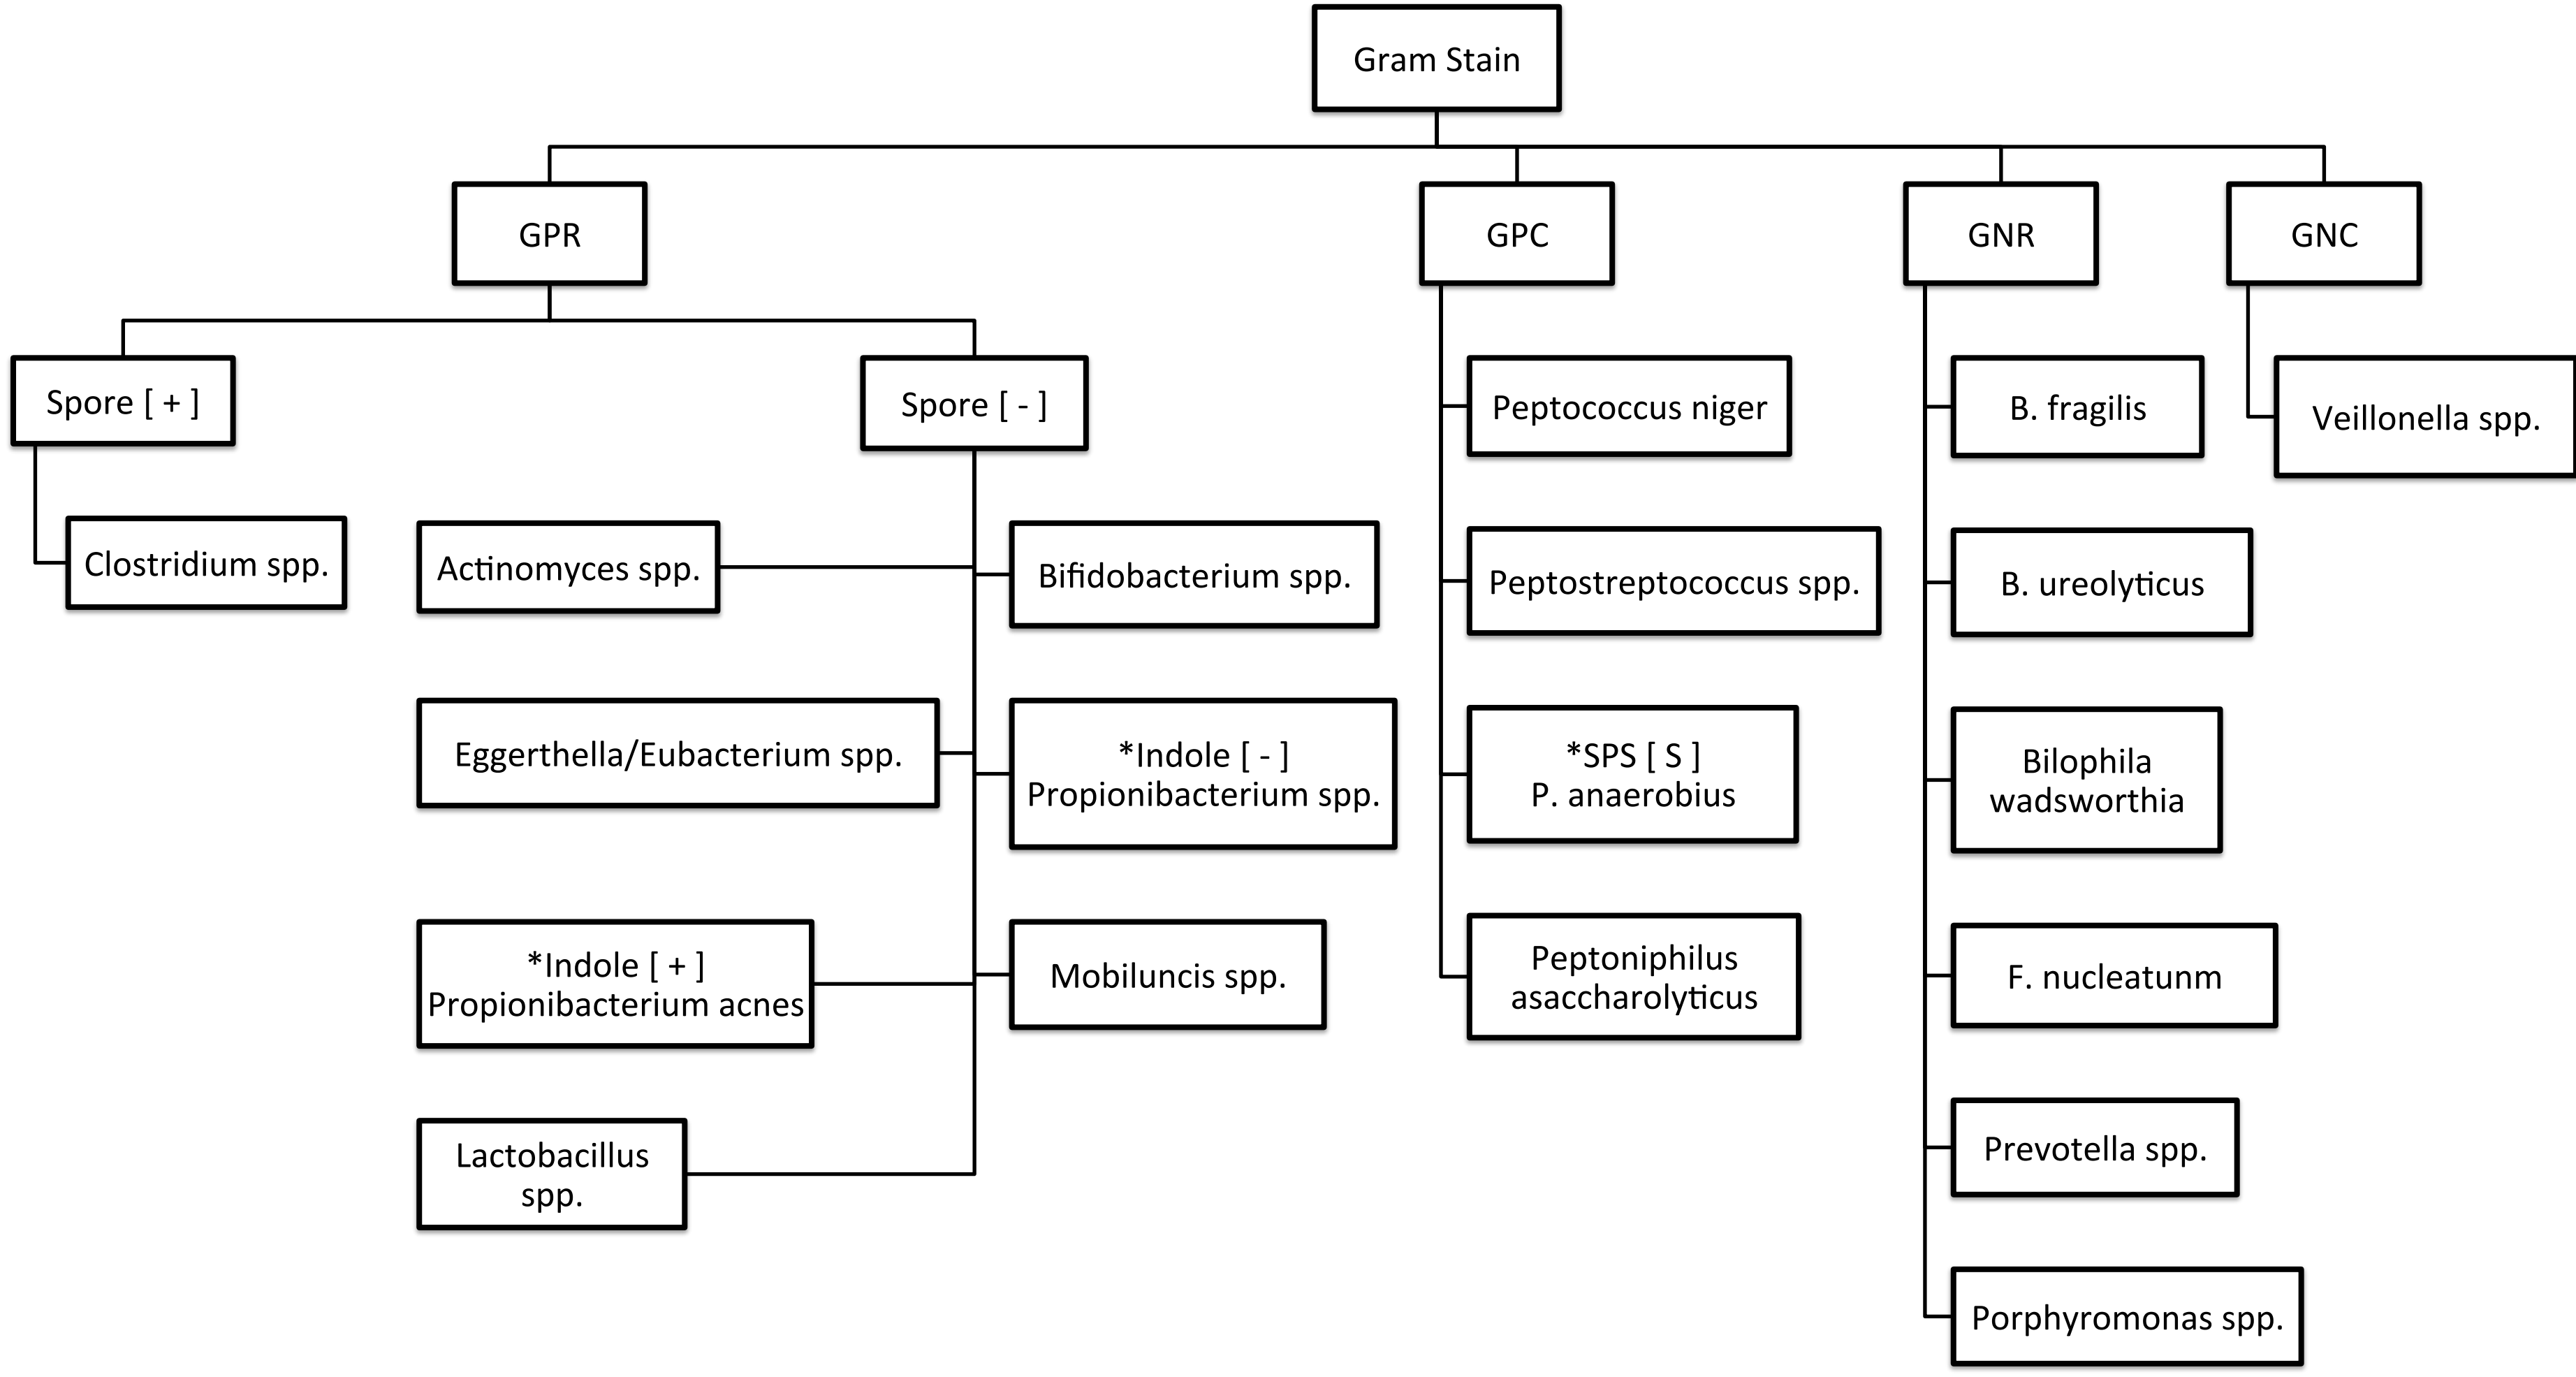 Gram Stain
GPR
GPC
GNR
GNC
Spore [ + ]
Spore [ - ]
Clostridium spp.
Actinomyces spp.
Bifidobacterium spp.
Eggerthella/Eubacterium spp.
*Indole [ - ]
Propionibacterium spp.
*Indole [ + ]
Propionibacterium acnes
Mobiluncis spp.
Lactobacillus
spp.
Peptococcus niger
Peptostreptococcus spp.
*SPS [ S ]
P. anaerobius
Peptoniphilus
asaccharolyticus
B. fragilis
B. ureolyticus
Bilophila
wadsworthia
F. nucleatunm
Prevotella spp.
Porphyromonas spp.
Veillonella spp.